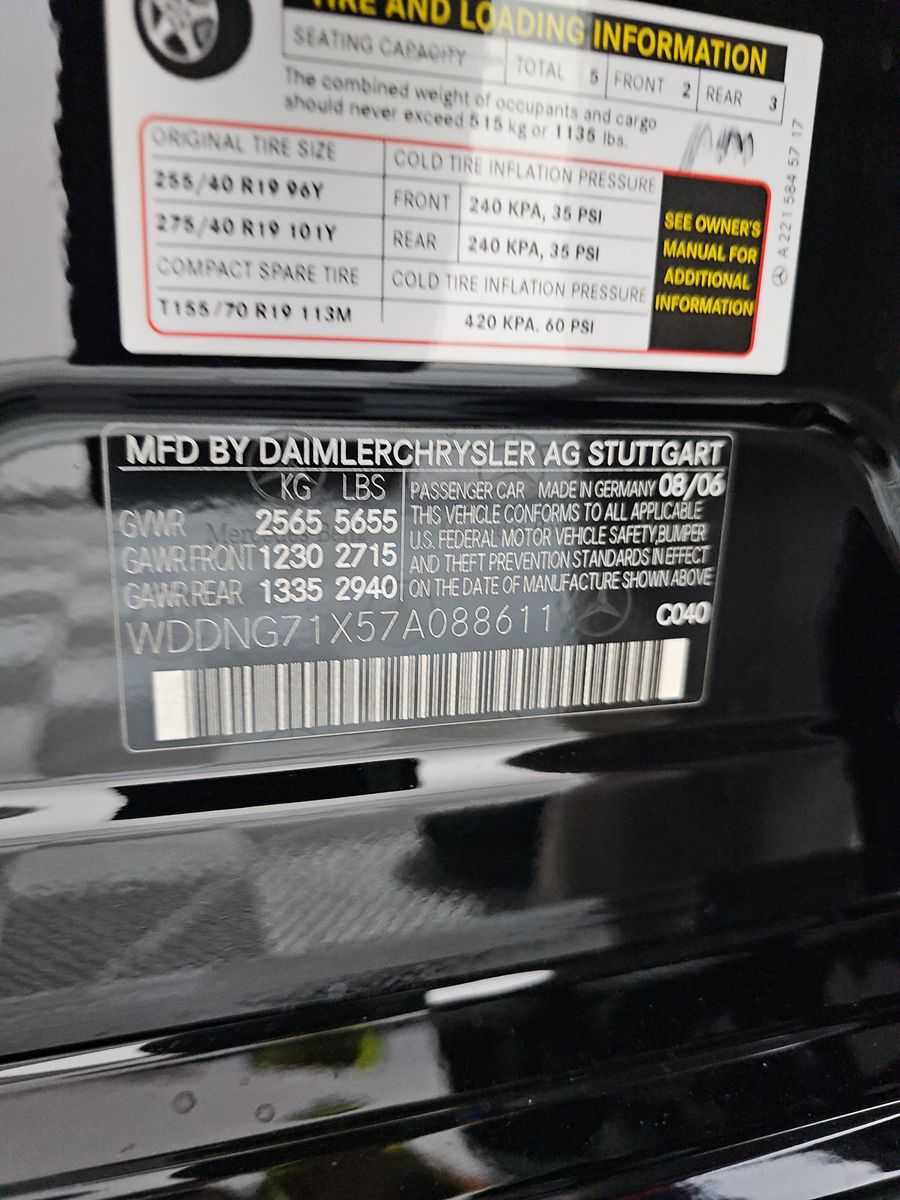 TIRE AND LOADING INFORMATION
SEATING CAPACITY TOTAL 5 FRONT 2 REAR 3
The combined weight of occupants and cargo
should never exceed 515 kg or 1135 lbs.
ORIGINAL TIRE SIZE COLD TIRE INFLATION PRESSURE
255/40 R19 96Y FRONT 240 KPA, 35 PSI
275/40 R19 101Y REAR 240 KPA, 35 PSI
COMPACT SPARE TIRE COLD TIRE INFLATION PRESSURE
T155/70 R19 113M 420 KPA. 60 PSI
SEE OWNER'S
MANUAL FOR
ADDITIONAL
INFORMATION
A 221 584 57 17
MFD BY DAIMLERCHRYSLER AG STUTTGART
KG LBS
GVWR 2565 5655
GAWR FRONT 1230 2715
GAWR REAR 1335 2940
PASSENGER CAR MADE IN GERMANY 08/06
THIS VEHICLE CONFORMS TO ALL APPLICABLE
U.S. FEDERAL MOTOR VEHICLE SAFETY,BUMPER
AND THEFT PREVENTION STANDARDS IN EFFECT
ON THE DATE OF MANUFACTURE SHOWN ABOVE
WDDNG71X57A088611 C040